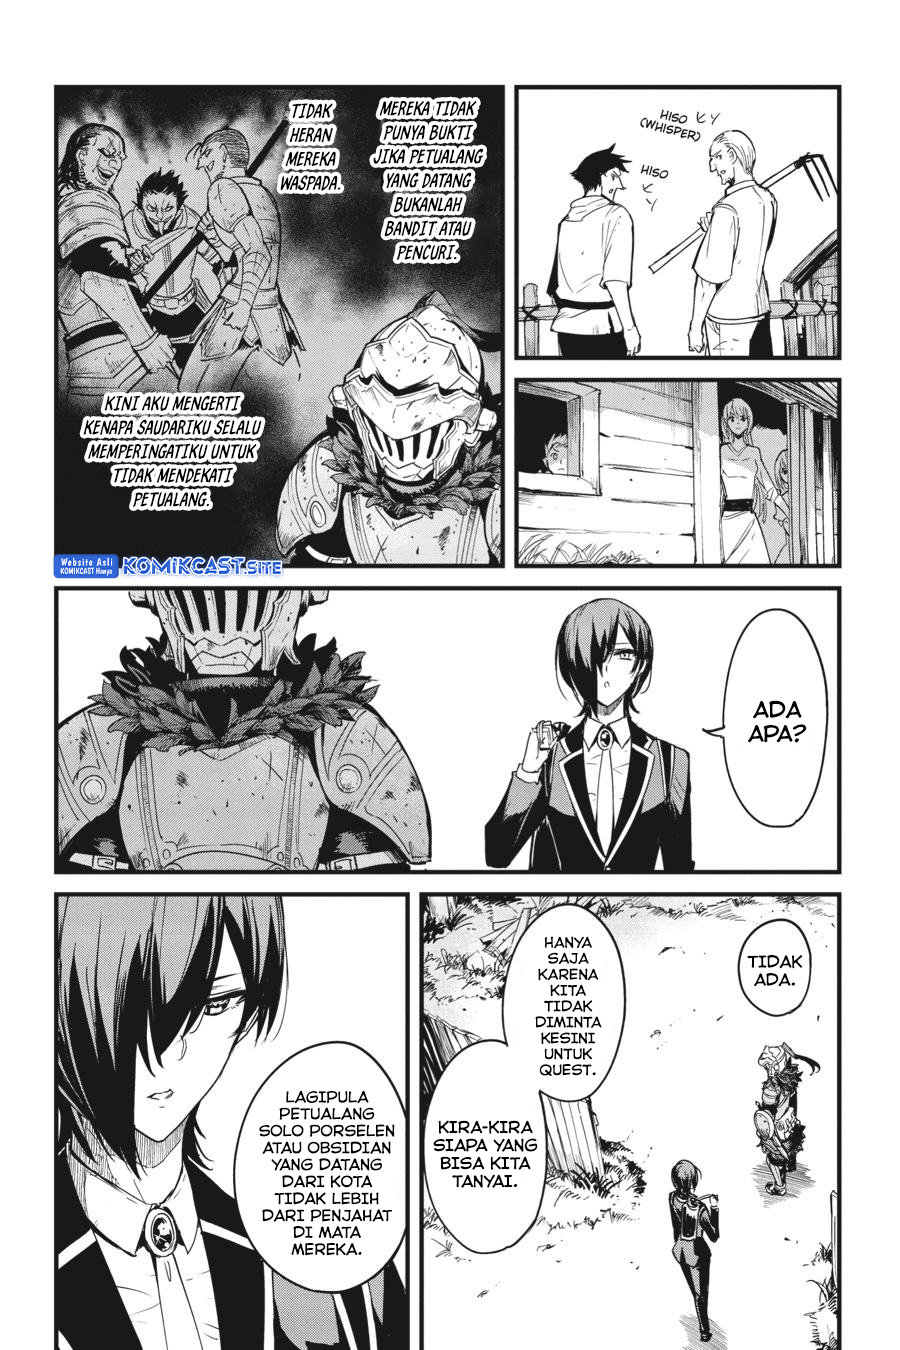 HISO ヒソ
(WHISPER)
HISO
ヒソ
MEREKA TIDAK
PUNYA BUKTI
JIKA PETUALANG
YANG DATANG
BUKANLAH
BANDIT ATAU
PENCURI.
TIDAK
HERAN
MEREKA
WASPADA.
KINI AKU MENGERTI
KENAPA SAUDARIKU SELALU
MEMPERINGATIKU UNTUK
TIDAK MENDEKATI
PETUALANG.
Website Asli
KOMIKCAST Hanya
KOMIKCAST.SITE
ADA
APA?
TIDAK
ADA.
HANYA
SAJA
KARENA
KITA
TIDAK
DIMINTA
KESINI
UNTUK
QUEST.
KIRA-KIRA
SIAPA YANG
BISA KITA
TANYAI.
LAGIPULA
PETUALANG
SOLO PORSELEN
ATAU OBSIDIAN
YANG DATANG
DARI KOTA
TIDAK LEBIH
DARI PENJAHAT
DI MATA
MEREKA.